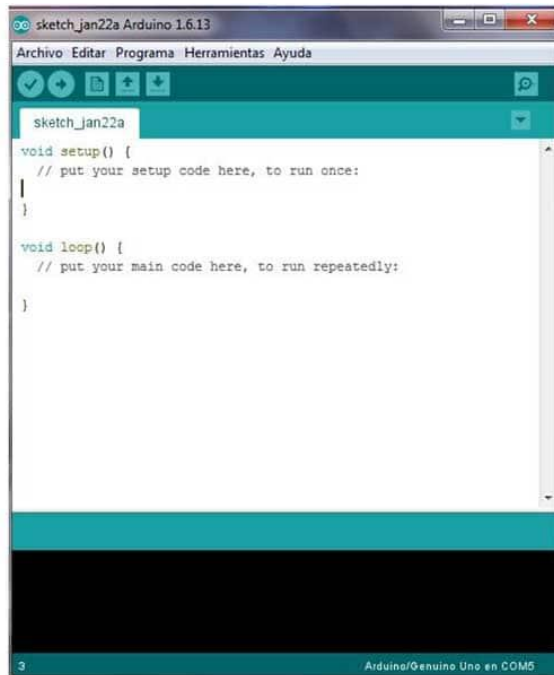 sketch_jan22a Arduino 1.6.13
Archivo Editar Programa Herramientas Ayuda
sketch_jan22a
void setup() {
// put your setup code here, to run once:
}
void loop() {
// put your main code here, to run repeatedly:
}
3
Arduino/Genuino Uno en COM5